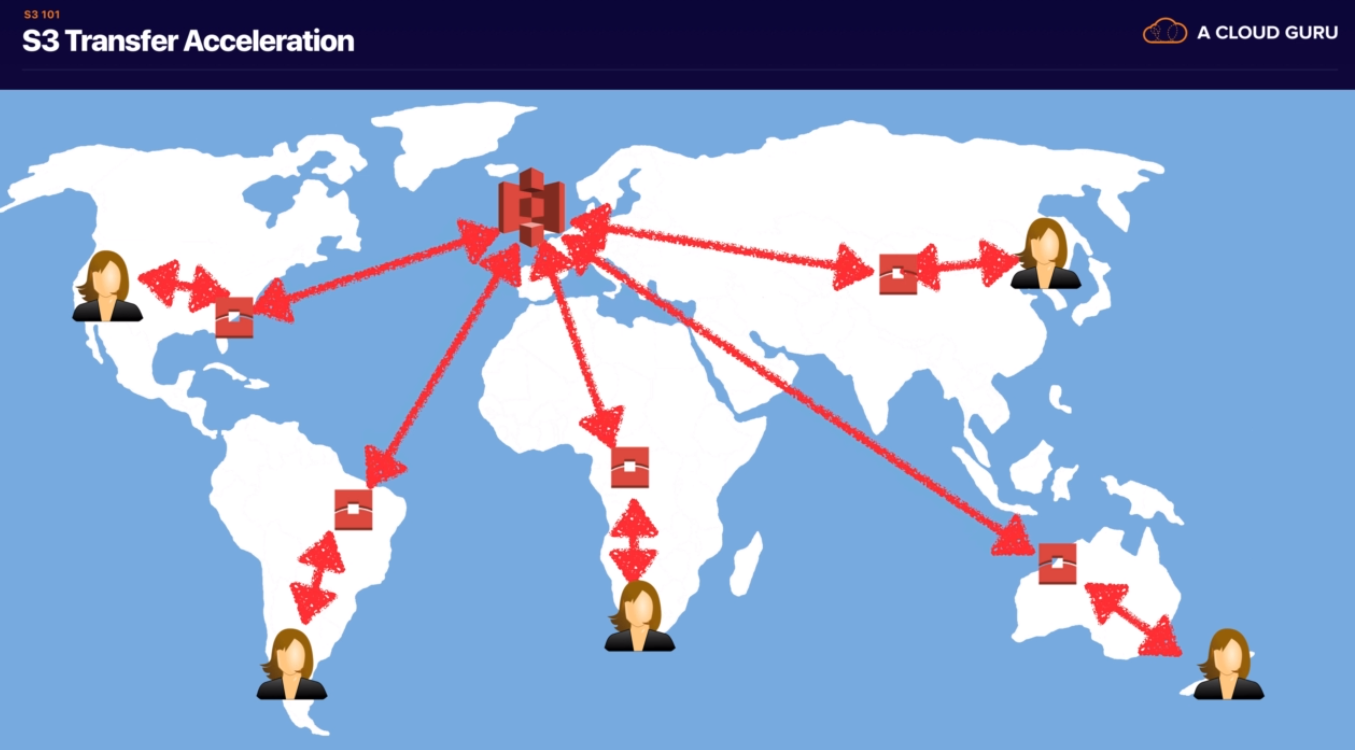 S3 101
S3 Transfer Acceleration
A CLOUD GURU